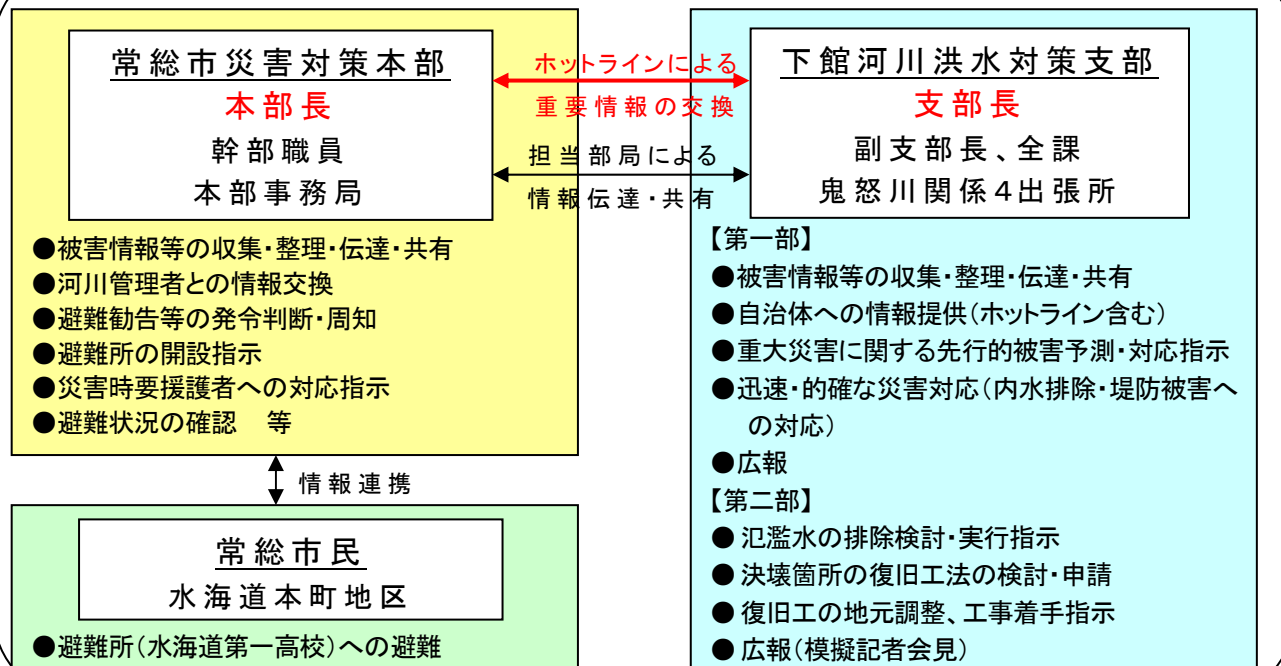 常総市災害対策本部
本部長
幹部職員
本部事務局
●被害情報等の収集・整理・伝達・共有
●河川管理者との情報交換
●避難勧告等の発令判断・周知
●避難所の開設指示
●災害時要援護者への対応指示
●避難状況の確認　等
ホットラインによる
重要情報の交換
担当部局による
情報伝達・共有
下館河川洪水対策支部
支部長
副支部長、全課
鬼怒川関係４出張所
【第一部】
●被害情報等の収集・整理・伝達・共有
●自治体への情報提供（ホットライン含む）
●重大災害に関する先行的被害予測・対応指示
●迅速・的確な災害対応（内水排除・堤防被害へ
の対応）
●広報
【第二部】
● 氾濫水の排除検討・実行指示
● 決壊箇所の復旧工法の検討・申請
● 復旧工の地元調整、工事着手指示
● 広報（模擬記者会見）
情報連携
常総市民
水海道本町地区
●避難所（水海道第一高校）への避難